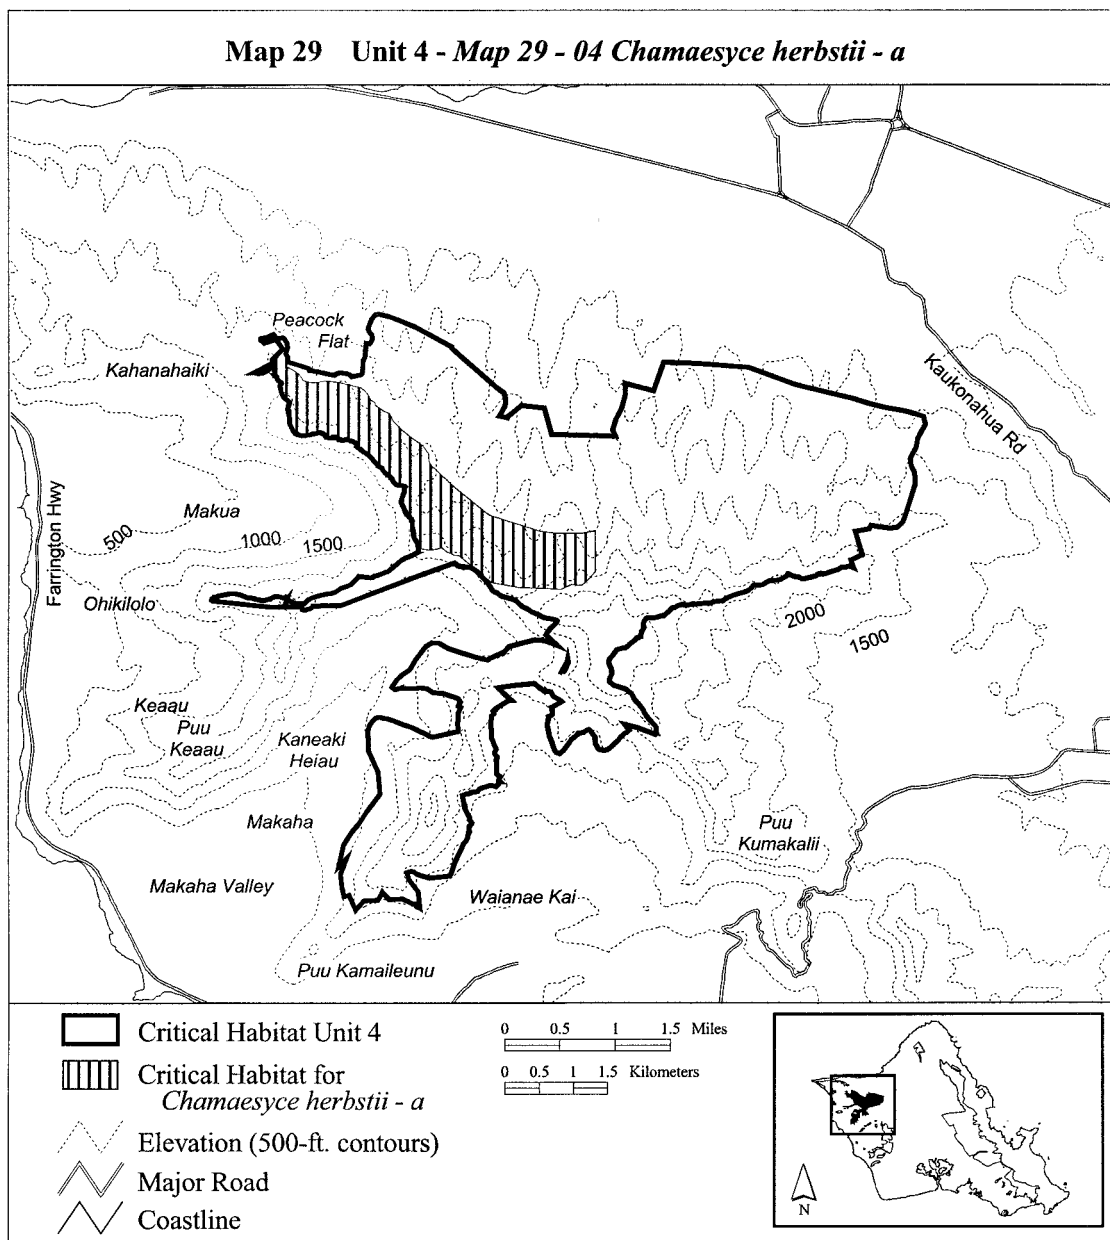 Map 29 Unit 4 - Map 29 - 04 Chamaesyce herbstii - a
Peacock
Flat
Kahanahaiki
Kaukonahua Rd
Farrington Hwy
Makua
500
1000
1500
Ohikilolo
2000
1500
Keaau
Puu
Keaau
Kaneaki
Heiau
Makaha
Puu
Kumakalii
Makaha Valley
Waianae Kai
Puu Kamaileunu
Critical Habitat Unit 4
Critical Habitat for
Chamaesyce herbstii - a
Elevation (500-ft. contours)
Major Road
Coastline
0 0.5 1 1.5 Miles
0 0.5 1 1.5 Kilometers
N